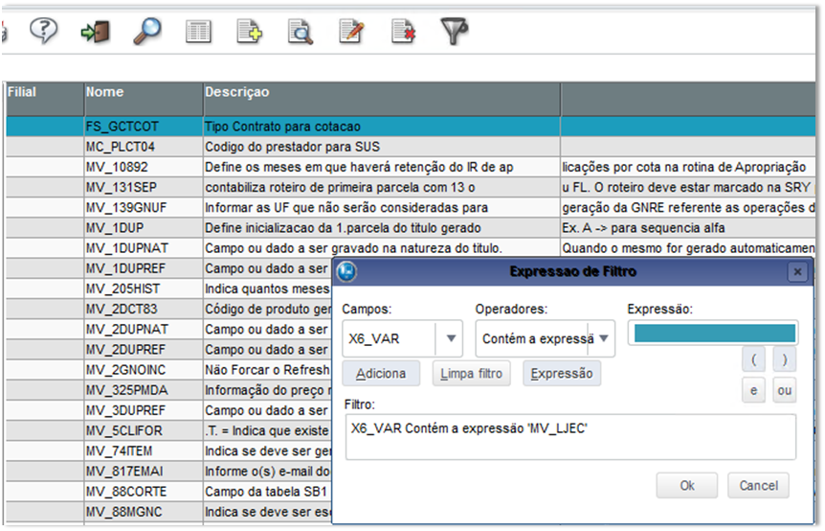 Filial Nome Descriçao
FS_GCTCOT Tipo Contrato para cotacao
MC_PLCT04 Codigo do prestador para SUS
MV_10892 Define os meses em que haverá retenção do IR de ap licações por cota na rotina de Apropriação
MV_131SEP contabiliza roteiro de primeira parcela com 13 o u FL. O roteiro deve estar marcado na SRY
MV_139GNUF Informar as UF que não serão consideradas para geração da GNRE referente as operações d
MV_1DUP Define inicializacao da 1.parcela do titulo gerado Ex. A -> para sequencia alfa
MV_1DUPNAT Campo ou dado a ser gravado na natureza do titulo. Quando o mesmo for gerado automaticamen
MV_1DUPREF Campo ou dado a ser
MV_205HIST Indica quantos meses
MV_2DCT83 Código de produto ger
MV_2DUPNAT Campo ou dado a ser
MV_2DUPREF Campo ou dado a ser
MV_2GNOINC Não Forcar o Refresh
MV_325PMDA Informação do preço r
MV_3DUPREF Campo ou dado a ser
MV_5CLIFOR .T. = Indica que existe
MV_74ITEM Indica se deve ser ger
MV_817EMAI Informe o(s) e-mail do
MV_88CORTE Campo da tabela SB1
MV_88MGNC Indica se deve ser esc
Expressao de Filtro
Campos: Operadores: Expressão:
X6_VAR Contém a expressã
( )
Adiciona Limpa filtro Expressão e ou
Filtro:
X6_VAR Contém a expressão 'MV_LJEC'
Ok Cancel